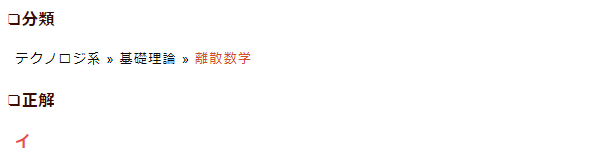 ❏分類
テクノロジ系 » 基礎理論 » 離散数学
❏正解
イ